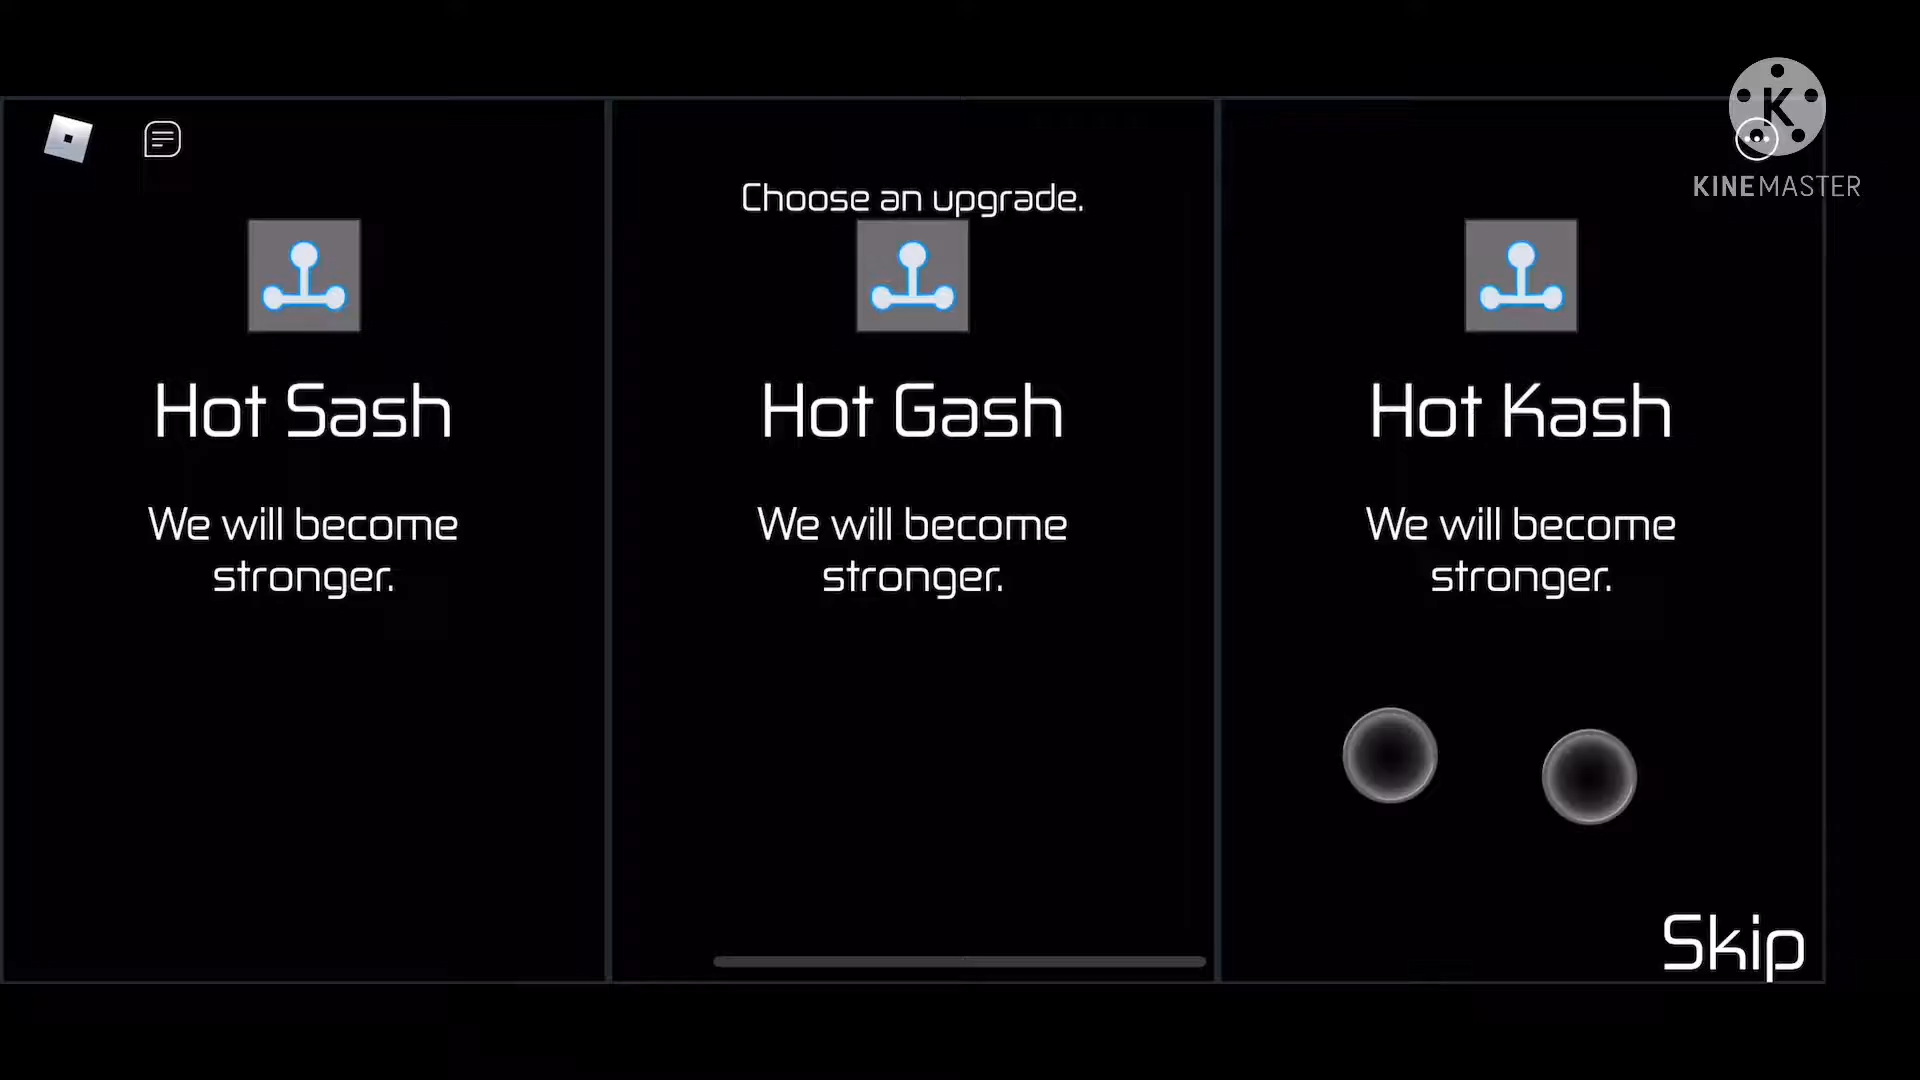 K
KINEMASTER
Choose an upgrade.
Hot Sash
We will become
stronger.
Hot Gash
We will become
stronger.
Hot Kash
We will become
stronger.
Skip